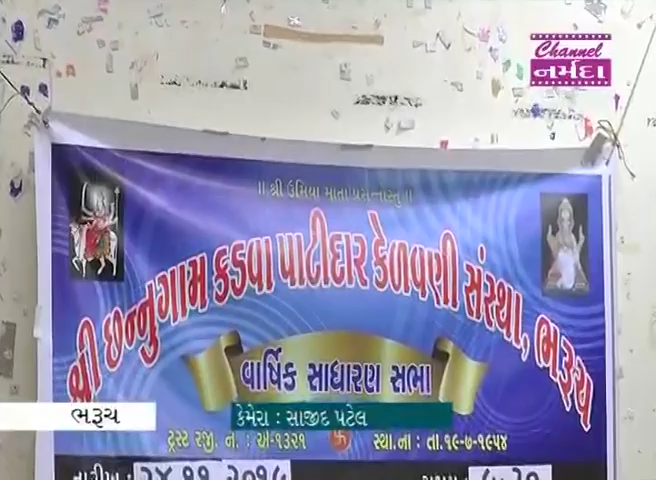 Channel
નર્મદા
॥ શ્રી ઉમિયા માતા પ્રસન્નોસ્તુ ॥
શ્રી છન્નુગામ કડવા પાટીદાર કેળવણી સંસ્થા, ભરૂચ
વાર્ષિક સાધારણ સભા
ભરૂચ
કેમેરા : સાજીદ પટેલ
ટ્રસ્ટ રજી. નં. : એ-૧૩૨૧
સ્થા.ના : તા.૧૯-૭-૧૯૫૪
તારીખ :